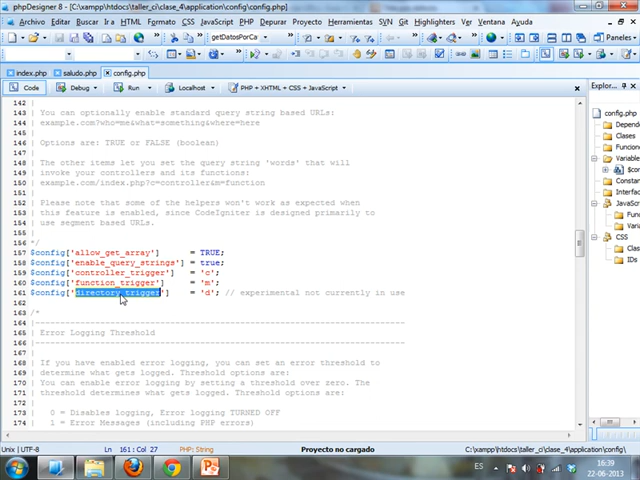 phpDesigner 8 - [C:\xampp\htdocs\taller_ci\clase_4\application\config\config.php]
Archivo Editar Buscar Ir a HTML Formato CSS JavaScript PHP Depurar Proyecto Herramientas SVN Git Highlighters Ver Ventana Ayuda
getDatosPorCar
Paneles
index.php saludo.php config.php
Code Debug Run Localhost PHP + XHTML + CSS + JavaScript
142 |
143 | You can optionally enable standard query string based URLs:
144 | example.com?who=me&what=something&where=here
145 |
146 | Options are: TRUE or FALSE (boolean)
147 |
148 | The other items let you set the query string 'words' that will
149 | invoke your controllers and its functions:
150 | example.com/index.php?c=controller&m=function
151 |
152 | Please note that some of the helpers won't work as expected when
153 | this feature is enabled, since CodeIgniter is designed primarily to
154 | use segment based URLs.
155 |
156 */
157 $config['allow_get_array'] = TRUE;
158 $config['enable_query_strings'] = true;
159 $config['controller_trigger'] = 'c';
160 $config['function_trigger'] = 'm';
161 $config['directory_trigger'] = 'd'; // experimental not currently in use
162
163 /*
164 |--------------------------------------------------------------------------
165 | Error Logging Threshold
166 |--------------------------------------------------------------------------
167 |
168 | If you have enabled error logging, you can set an error threshold to
169 | determine what gets logged. Threshold options are:
170 | You can enable error logging by setting a threshold over zero. The
171 | threshold determines what gets logged. Threshold options are:
172 |
173 | 0 = Disables logging, Error logging TURNED OFF
174 | 1 = Error Messages (including PHP errors)
Explor...
config.php
Depend
Clases
Funcion
Variable
$co
Constan
Includes
JavaScri
Fun
Vari
CSS
Clas
IDs
Unix UTF-8 Ln 161: Col 27 PHP: String Proyecto no cargado C:\xampp\htdocs\taller_ci\clase_4\application\config\
ES 16:39
22-06-2013